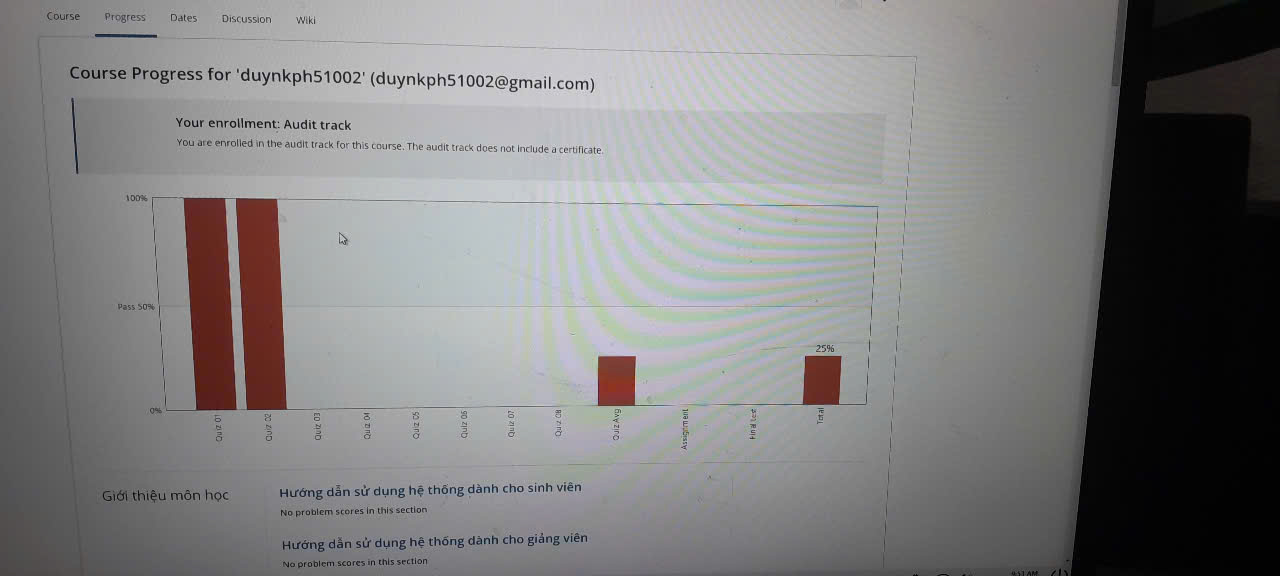 Course Progress Dates Discussion Wiki
Course Progress for 'duynkph51002' (duynkph51002@gmail.com)
Your enrollment: Audit track
You are enrolled in the audit track for this course. The audit track does not include a certificate.
100%
Pass 50%
0%
25%
Quiz 01
Quiz 02
Quiz 03
Quiz 04
Quiz 05
Quiz 06
Quiz 07
Quiz 08
Quiz Avg
Assignment
Final test
Total
Giới thiệu môn học
Hướng dẫn sử dụng hệ thống dành cho sinh viên
No problem scores in this section
Hướng dẫn sử dụng hệ thống dành cho giảng viên
No problem scores in this section
9:13 AM